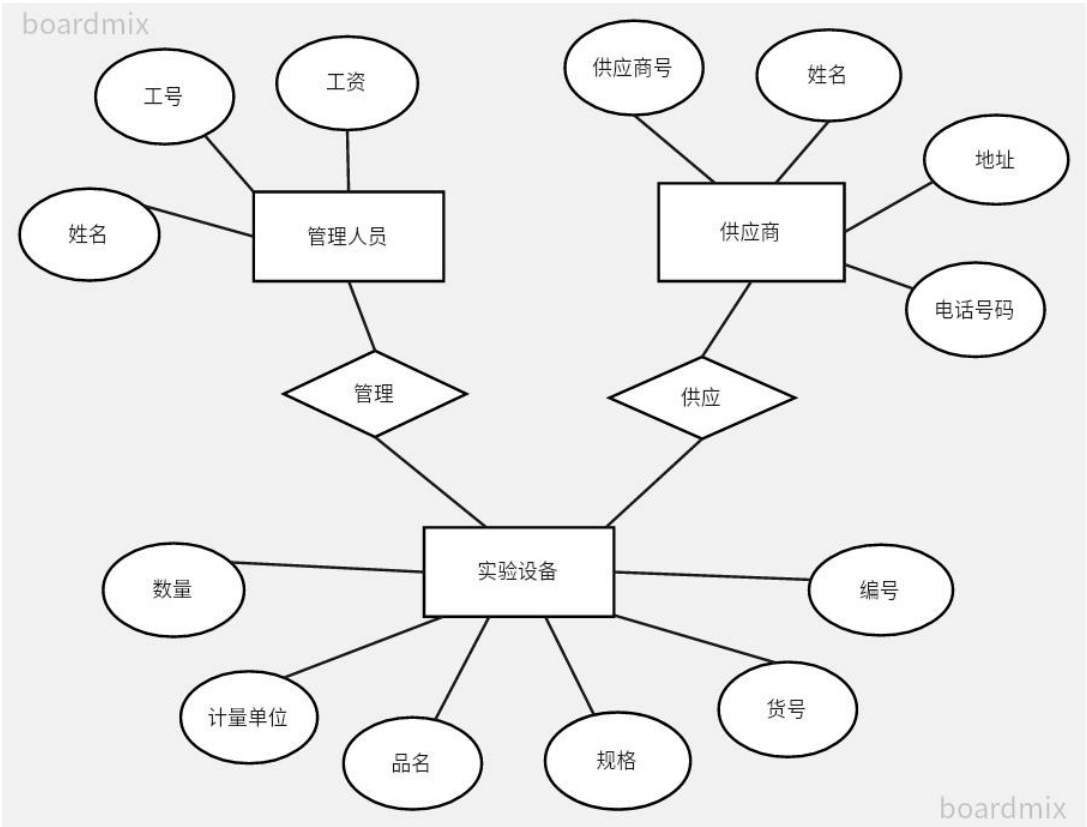 boardmix
工号
工资
供应商号
姓名
地址
姓名
管理人员
供应商
电话号码
管理
供应
实验设备
数量
编号
计量单位
品名
规格
货号
boardmix